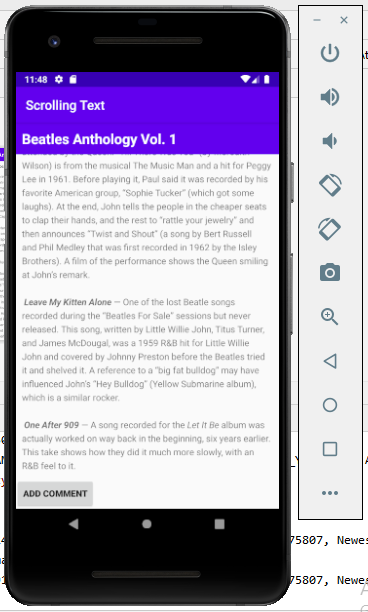 11:48
Scrolling Text
Beatles Anthology Vol. 1
Wilson) is from the musical The Music Man and a hit for Peggy
Lee in 1961. Before playing it, Paul said it was recorded by his
favorite American group, “Sophie Tucker” (which got some
laughs). At the end, John tells the people in the cheaper seats
to clap their hands, and the rest to “rattle your jewelry” and
then announces “Twist and Shout” (a song by Bert Russell
and Phil Medley that was first recorded in 1962 by the Isley
Brothers). A film of the performance shows the Queen smiling
at John’s remark.
Leave My Kitten Alone — One of the lost Beatle songs
recorded during the “Beatles For Sale” sessions but never
released. This song, written by Little Willie John, Titus Turner,
and James McDougal, was a 1959 R&B hit for Little Willie
John and covered by Johnny Preston before the Beatles tried
it and shelved it. A reference to a “big fat bulldog” may have
influenced John’s “Hey Bulldog” (Yellow Submarine album),
which is a similar rocker.
One After 909 — A song recorded for the Let It Be album was
actually worked on way back in the beginning, six years earlier.
This take shows how they did it much more slowly, with an
R&B feel to it.
ADD COMMENT
75807, Newes
75807, Newes